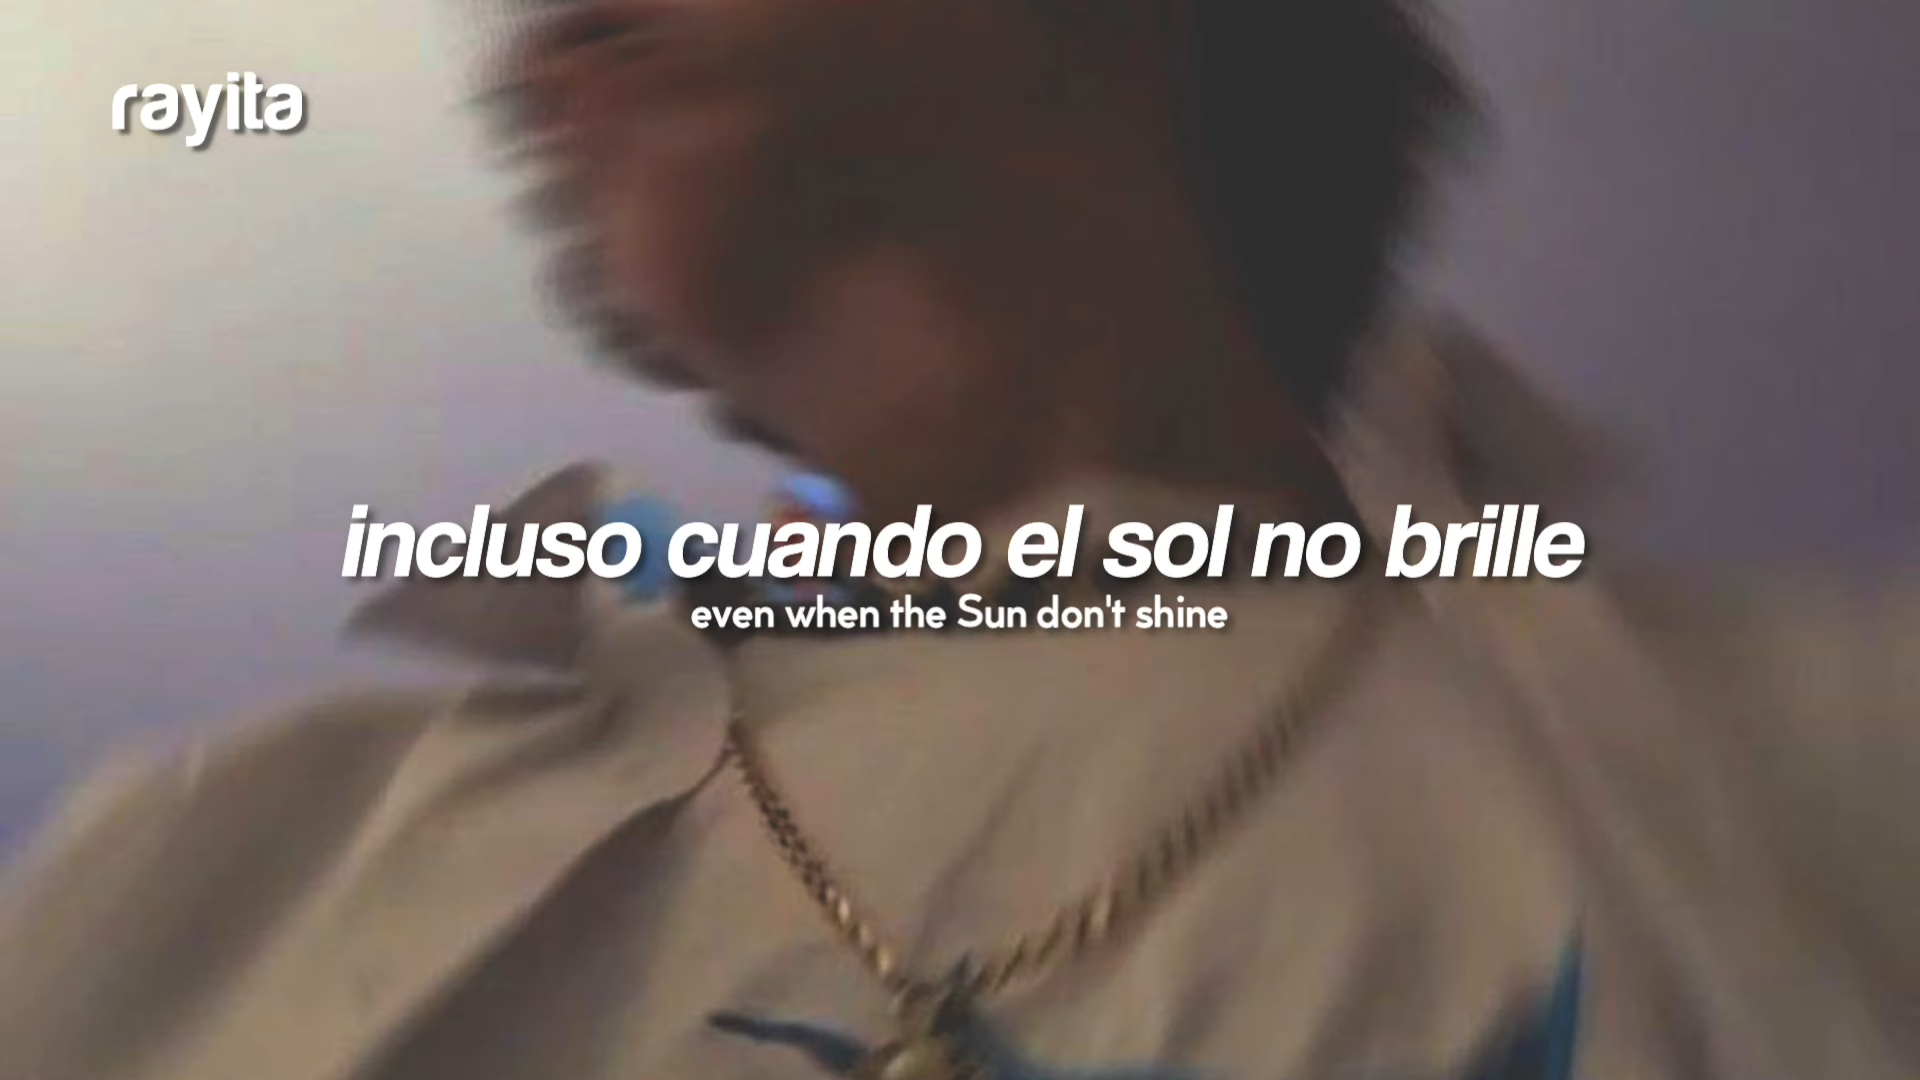 rayita
incluso cuando el sol no brille
even when the Sun don't shine